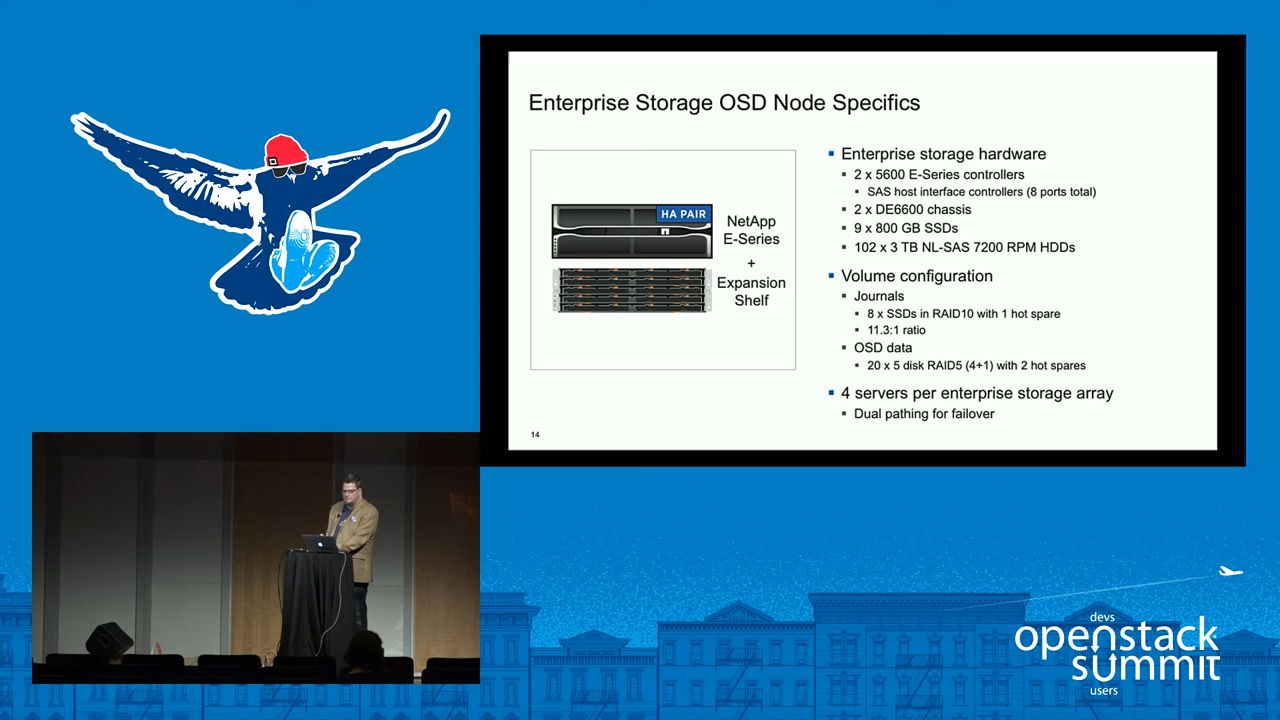 Enterprise Storage OSD Node Specifics
HA PAIR
NetApp
E-Series
+
Expansion
Shelf
Enterprise storage hardware
2 x 5600 E-Series controllers
SAS host interface controllers (8 ports total)
2 x DE6600 chassis
9 x 800 GB SSDs
102 x 3 TB NL-SAS 7200 RPM HDDs
Volume configuration
Journals
8 x SSDs in RAID10 with 1 hot spare
11.3:1 ratio
OSD data
20 x 5 disk RAID5 (4+1) with 2 hot spares
4 servers per enterprise storage array
Dual pathing for failover
14
devs
openstack
summit
users